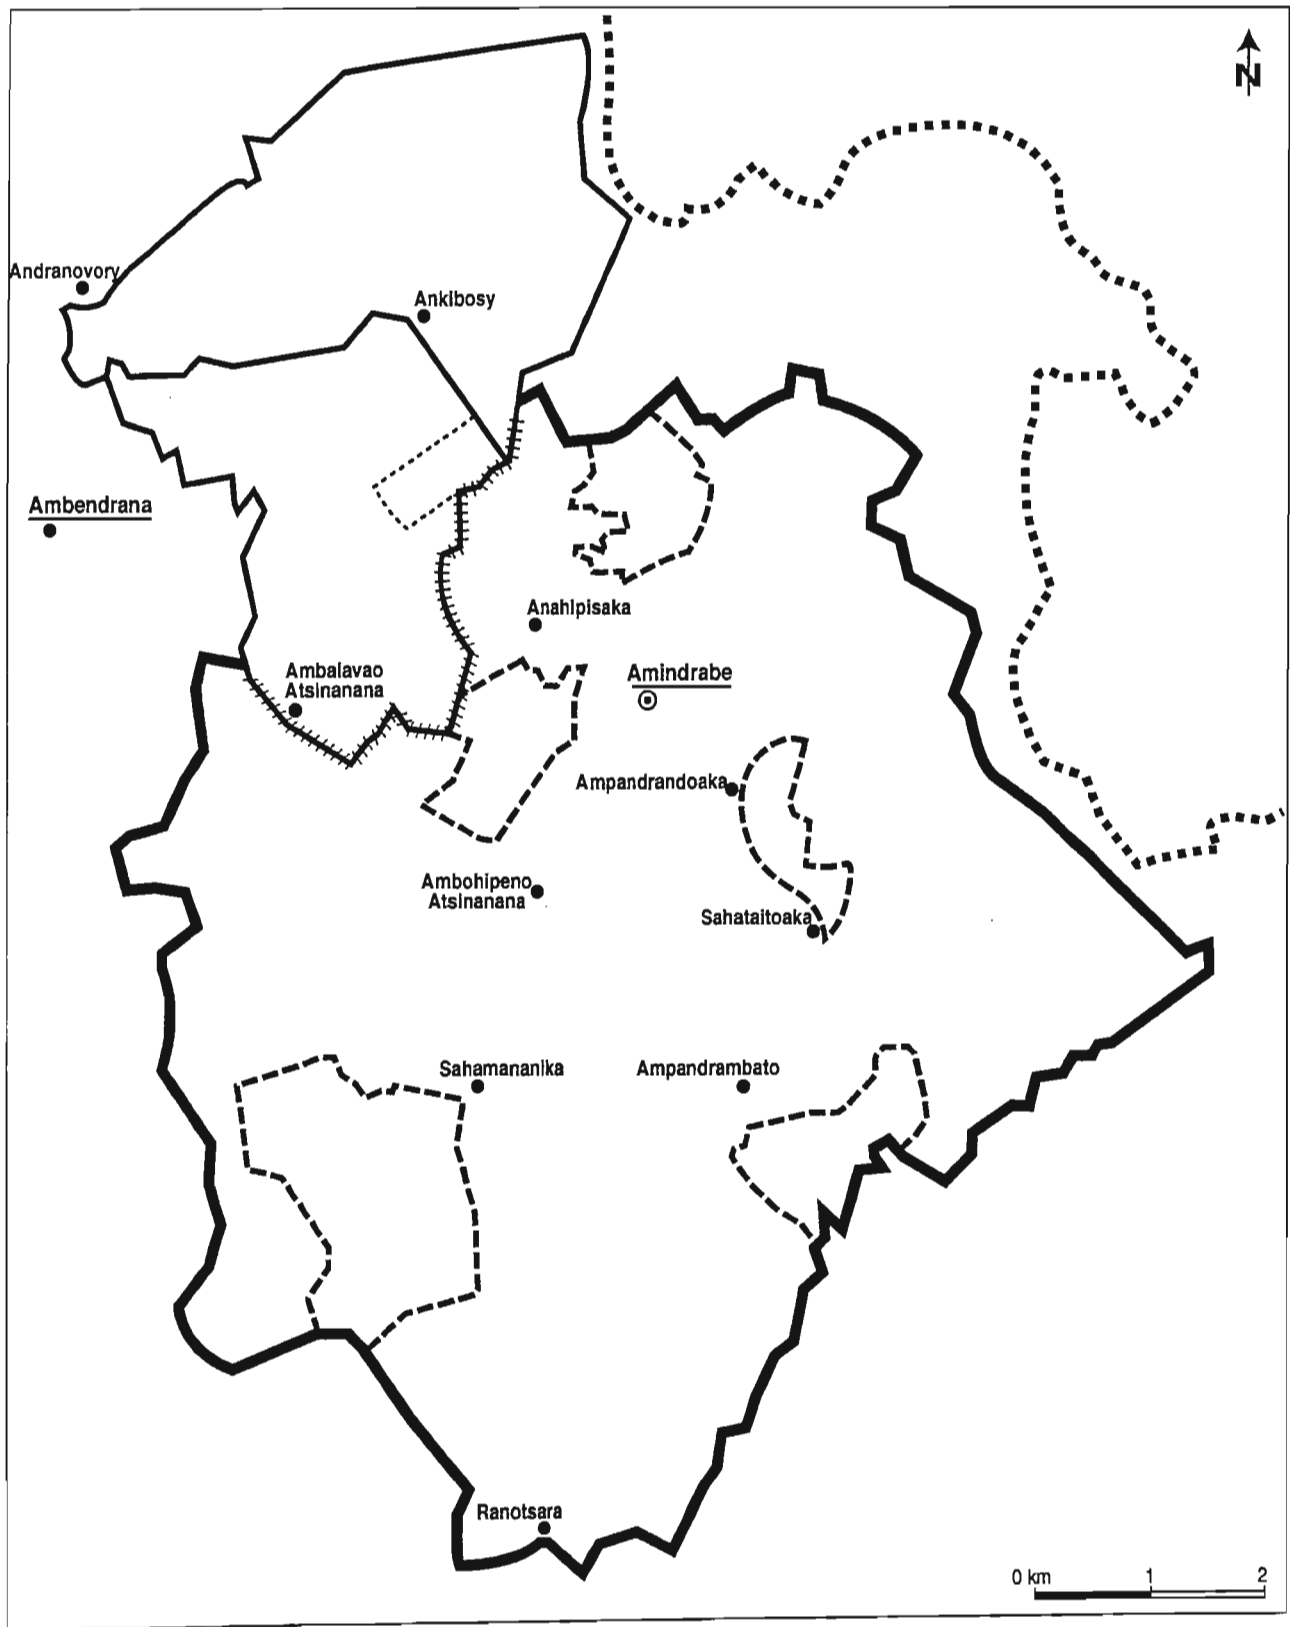 N
Andranovory
Ankibosy
Ambendrana
Anahipisaka
Ambalavao
Atsinanana
Amindrabe
Ampandrandoaka
Ambohipeno
Atsinanana
Sahataitoaka
Sahamananika
Ampandrambato
Ranotsara
0 km 1 2